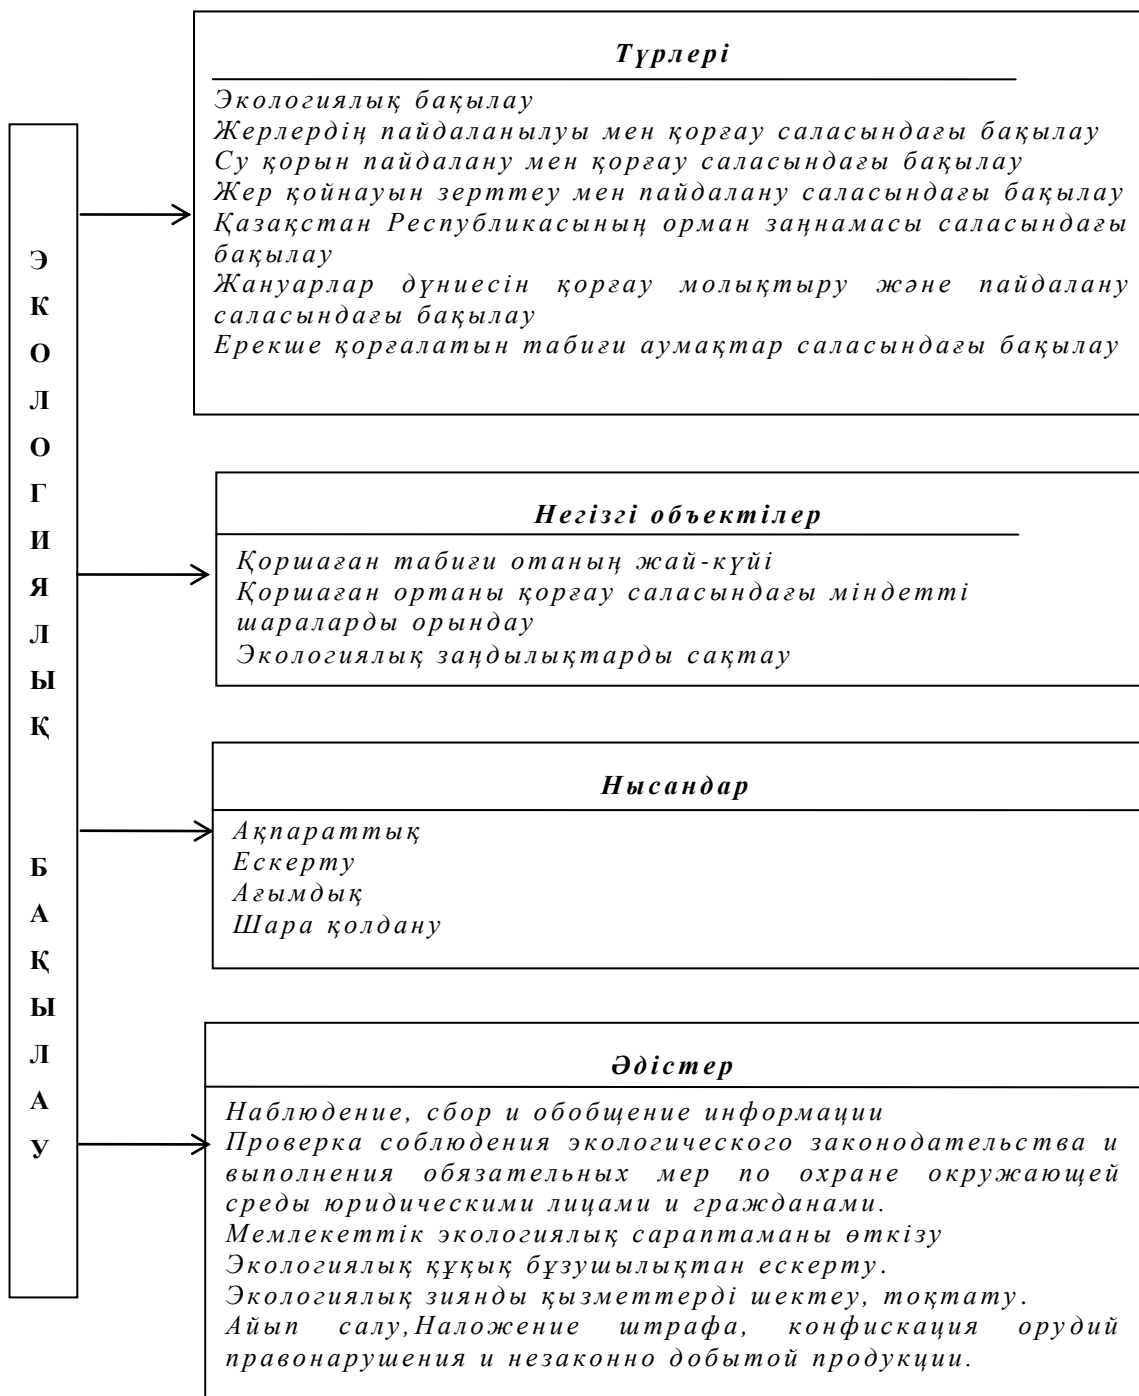 ЭКОЛОГИЯЛЫҚ БАҚЫЛАУ
Түрлері
Экологиялық бақылау
Жерлердің пайдаланылуы мен қорғау саласындағы бақылау
Су қорын пайдалану мен қорғау саласындағы бақылау
Жер қойнауын зерттеу мен пайдалану саласындағы бақылау
Қазақстан Республикасының орман заңнамасы саласындағы
бақылау
Жануарлар дүниесін қорғау молықтыру және пайдалану
саласындағы бақылау
Ерекше қорғалатын табиғи аумақтар саласындағы бақылау
Негізгі объектілер
Қоршаған табиғи отаның жай-күйі
Қоршаған ортаны қорғау саласындағы міндетті
шараларды орындау
Экологиялық заңдылықтарды сақтау
Нысандар
Ақпараттық
Ескерту
Ағымдық
Шара қолдану
Әдістер
Наблюдение, сбор и обобщение информации
Проверка соблюдения экологического законодательства и
выполнения обязательных мер по охране окружающей
среды юридическими лицами и гражданами.
Мемлекеттік экологиялық сараптаманы өткізу
Экологиялық құқық бұзушылықтан ескерту.
Экологиялық зиянды қызметтерді шектеу, тоқтату.
Айып салу,Наложение штрафа, конфискация орудий
правонарушения и незаконно добытой продукции.